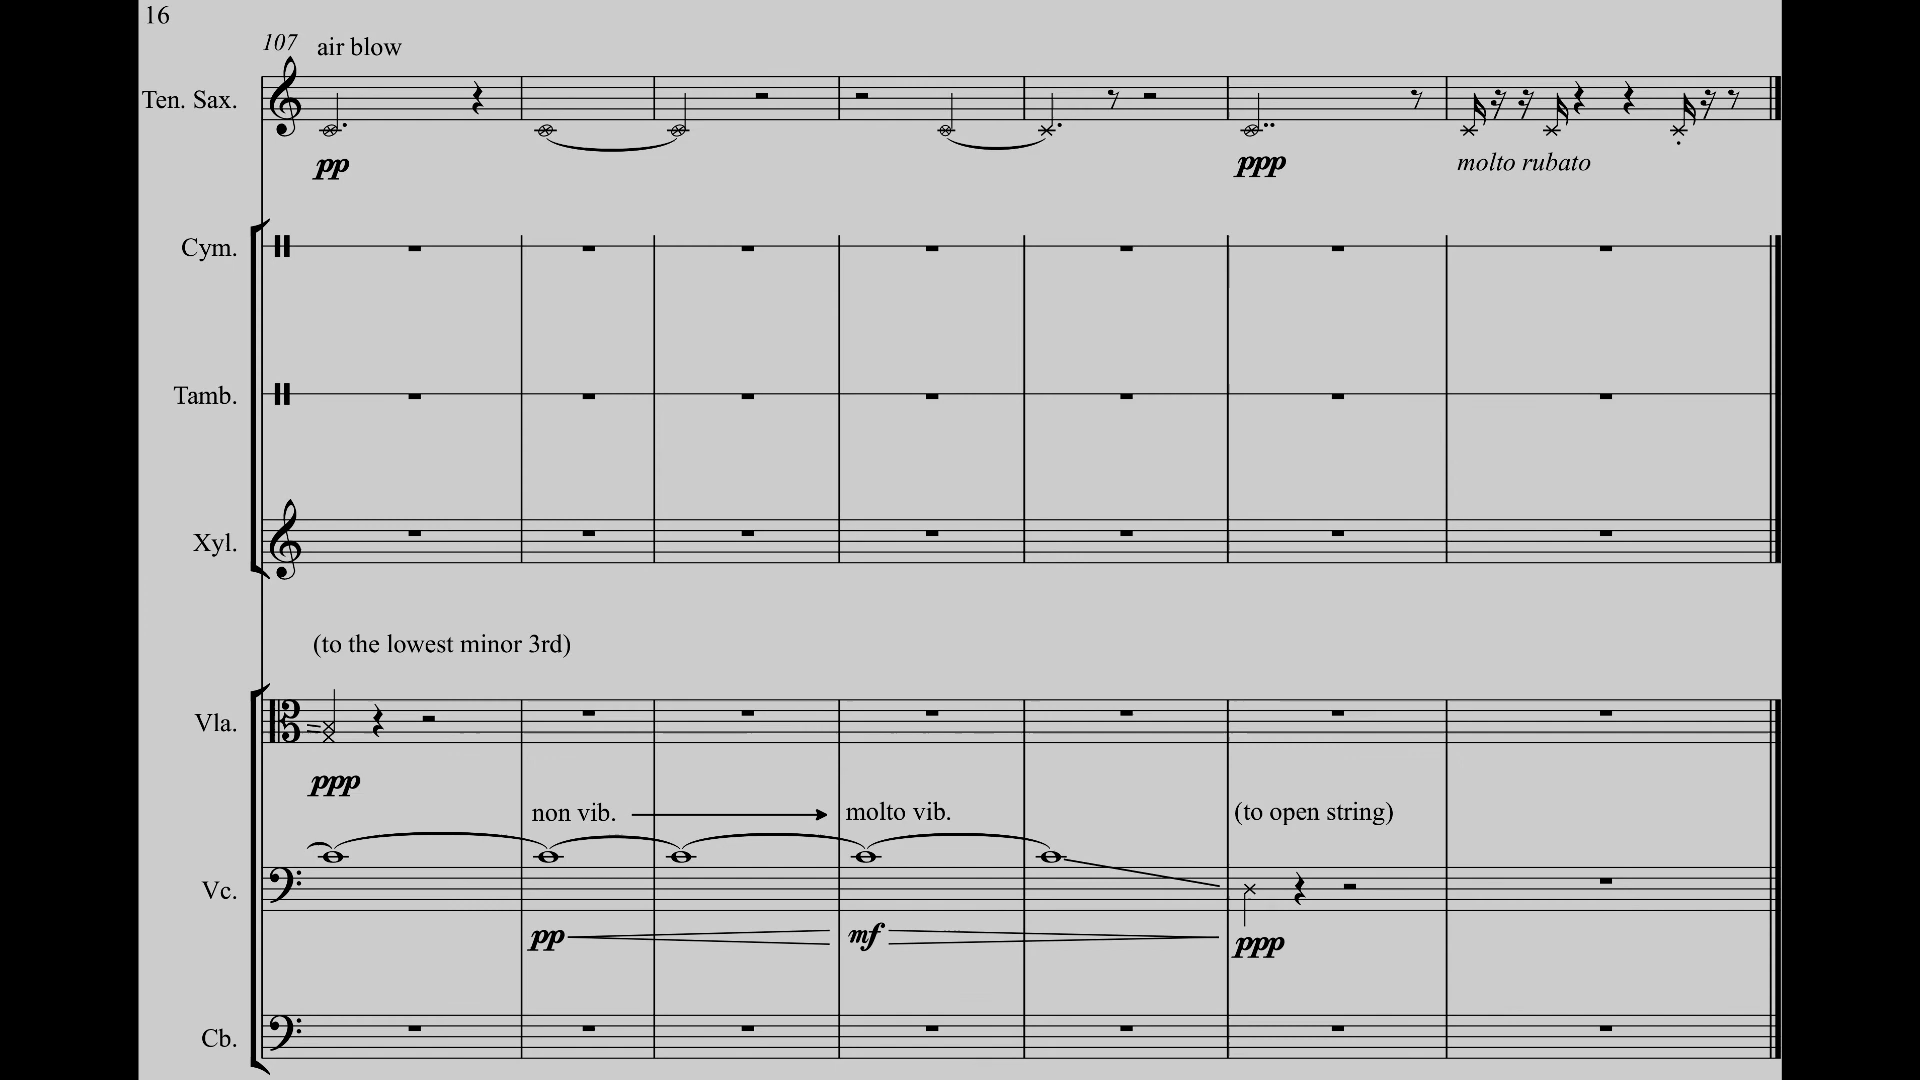 16
107 air blow
Ten. Sax.
pp
ppp
molto rubato
Cym.
Tamb.
Xyl.
(to the lowest minor 3rd)
Vla.
ppp
non vib.
molto vib.
(to open string)
Vc.
pp
mf
ppp
Cb.